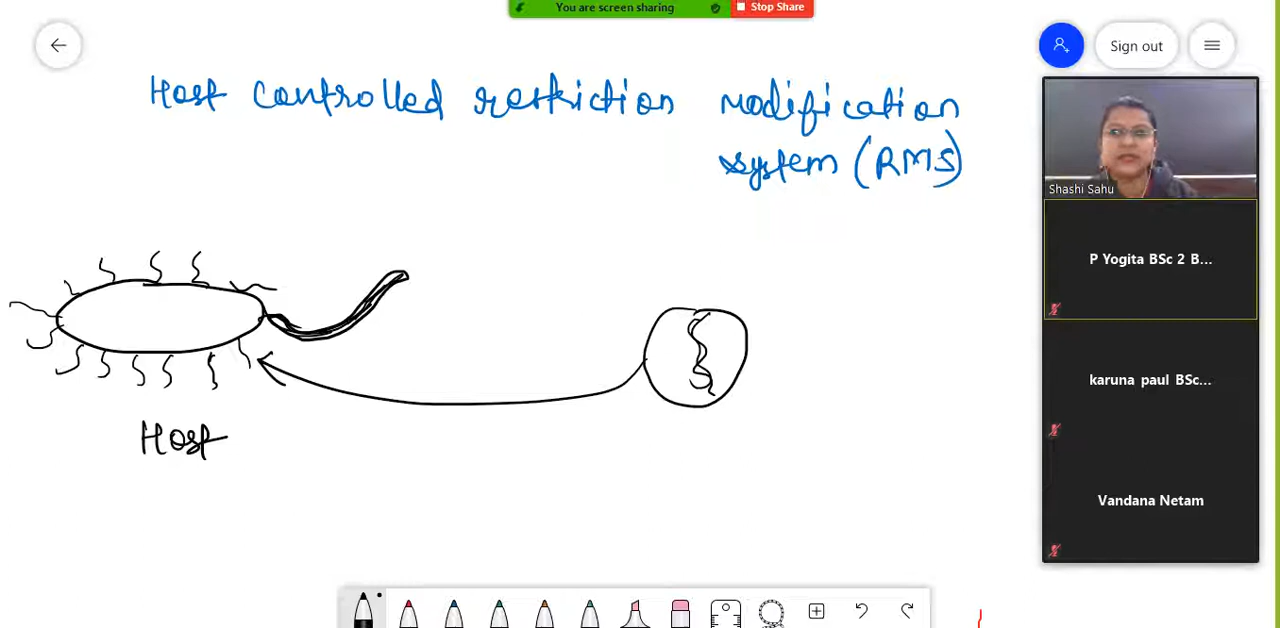 You are screen sharing
Stop Share
Sign out
Host controlled restriction modification
system (RMS)
Shashi Sahu
P Yogita BSc 2 B...
karuna paul BSc...
Vandana Netam
Host